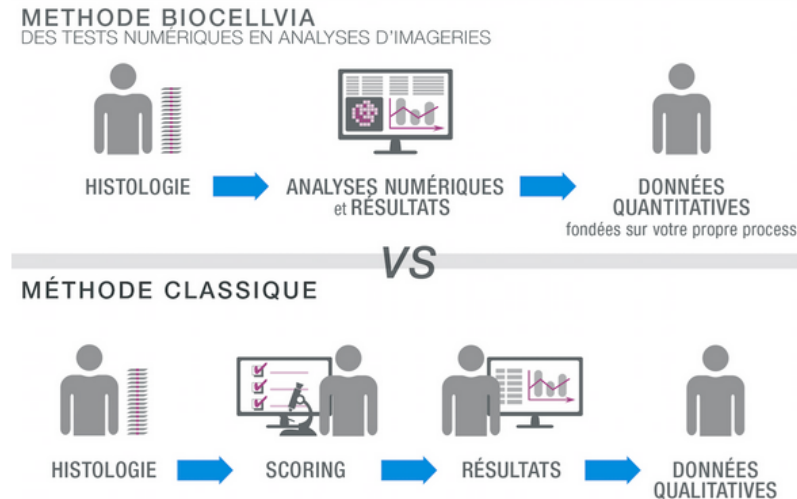 METHODE BIOCELLVIA
DES TESTS NUMÉRIQUES EN ANALYSES D'IMAGERIES
HISTOLOGIE
ANALYSES NUMÉRIQUES
et RÉSULTATS
DONNÉES
QUANTITATIVES
fondées sur votre propre process
VS
MÉTHODE CLASSIQUE
HISTOLOGIE
SCORING
RÉSULTATS
DONNÉES
QUALITATIVES